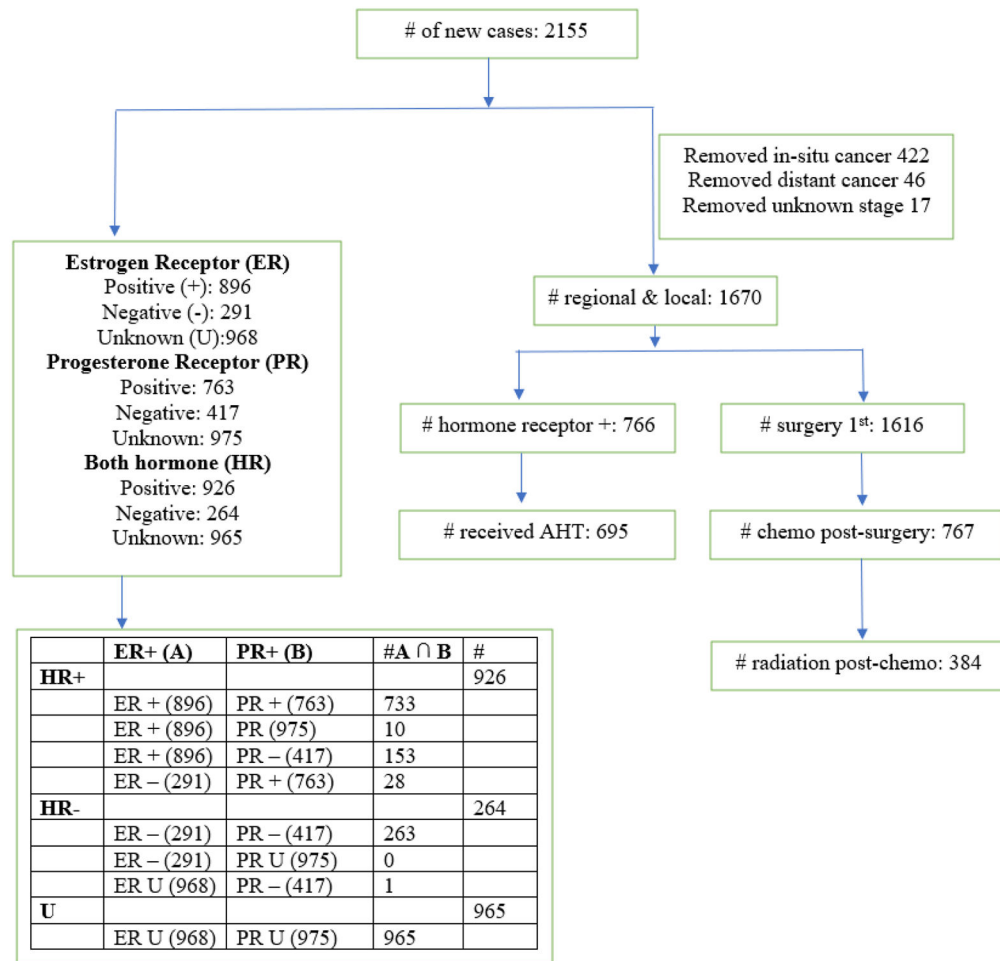 # of new cases: 2155
Removed in-situ cancer 422
Removed distant cancer 46
Removed unknown stage 17
Estrogen Receptor (ER)
Positive (+): 896
Negative (-): 291
Unknown (U):968
Progesterone Receptor (PR)
Positive: 763
Negative: 417
Unknown: 975
Both hormone (HR)
Positive: 926
Negative: 264
Unknown: 965
# regional & local: 1670
# hormone receptor +: 766
# surgery 1st: 1616
# received AHT: 695
# chemo post-surgery: 767
# radiation post-chemo: 384
ER+ (A) PR+ (B) #A ∩ B #
HR+ 926
ER + (896) PR + (763) 733
ER + (896) PR (975) 10
ER + (896) PR – (417) 153
ER – (291) PR + (763) 28
HR- 264
ER – (291) PR – (417) 263
ER – (291) PR U (975) 0
ER U (968) PR – (417) 1
U 965
ER U (968) PR U (975) 965